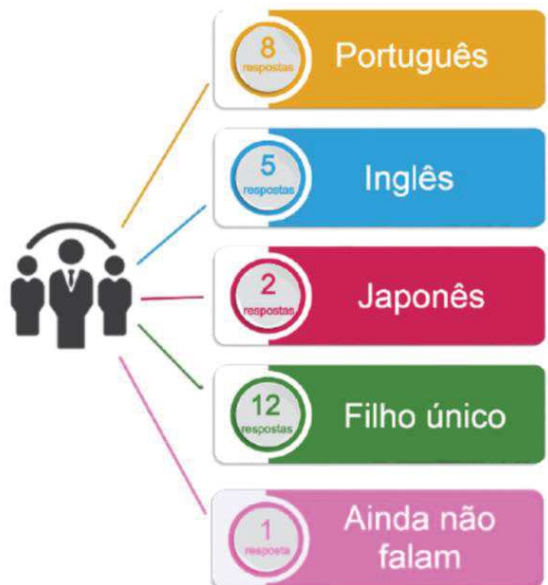 8
respostas
Português
5
respostas
Inglês
2
respostas
Japonês
12
respostas
Filho único
1
resposta
Ainda não
falam